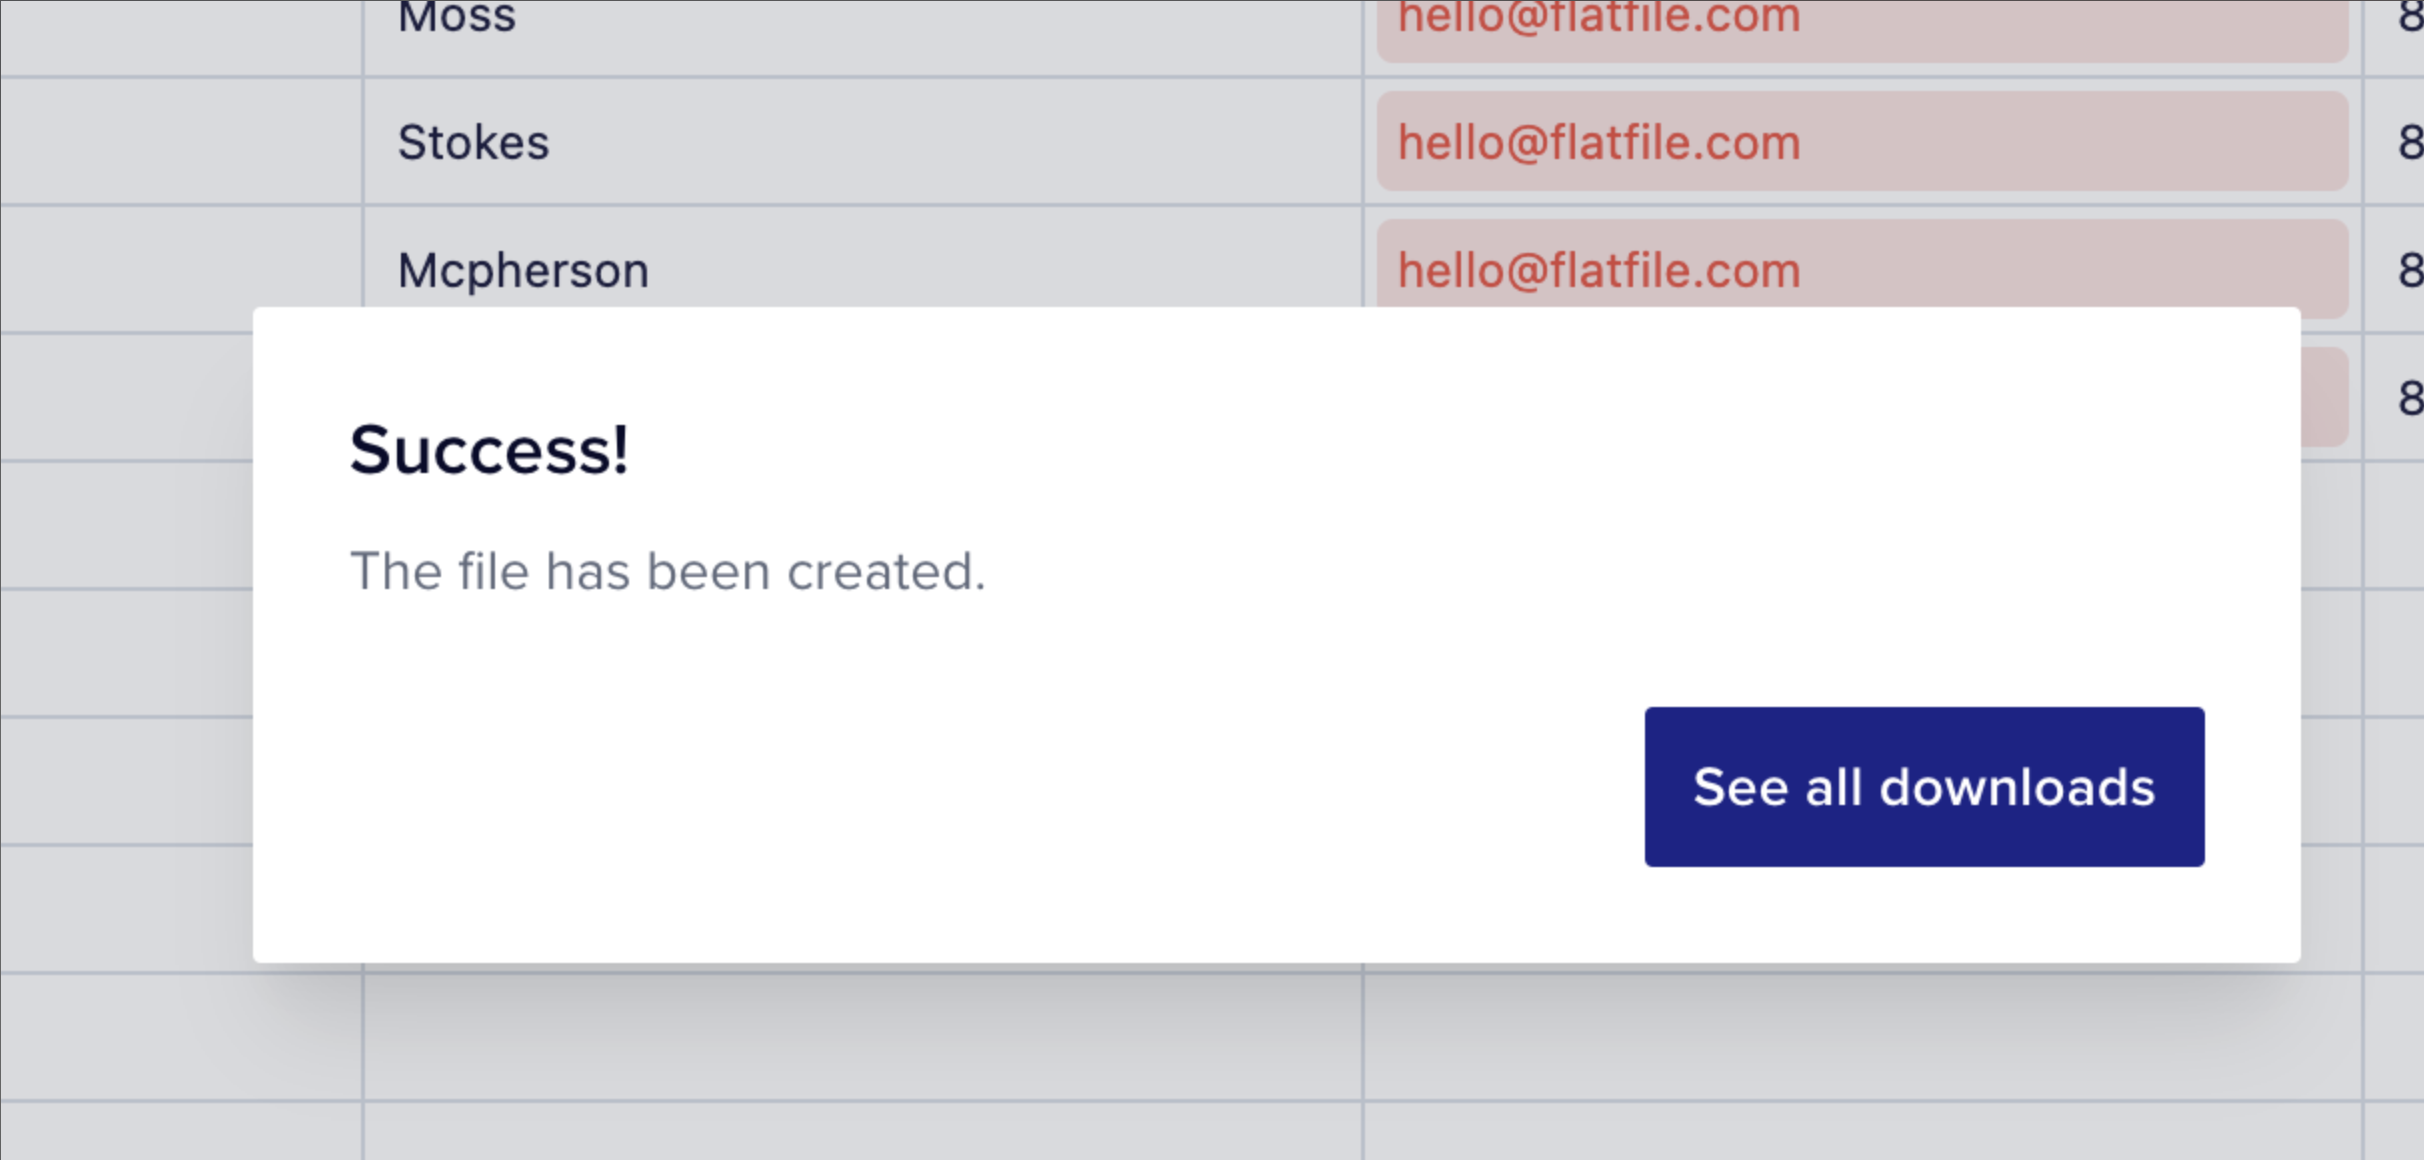 Moss hello@flatfile.com 8
Stokes hello@flatfile.com 8
Mcpherson hello@flatfile.com 8
8
Success!
The file has been created.
See all downloads